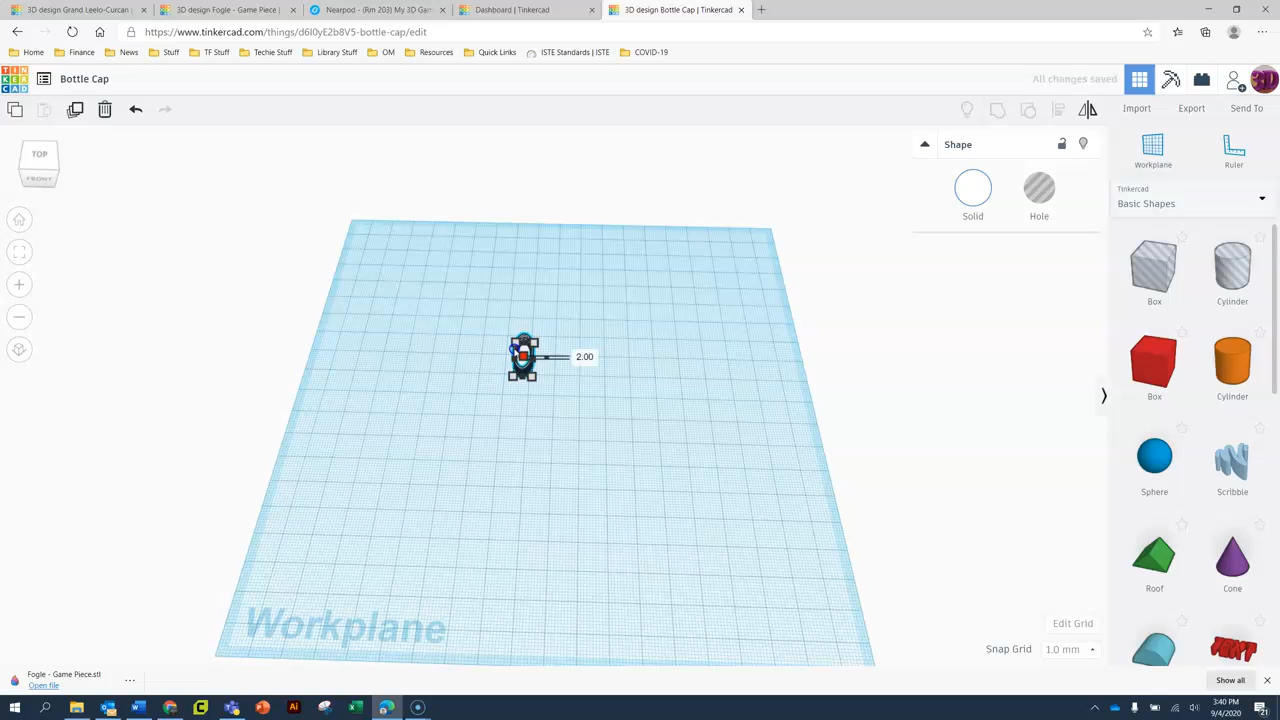 3D design Grand Leelo-Curcan
3D design Fogle - Game Piece
Nearpod - (Rm 203) My 3D Gam
Dashboard | Tinkercad
3D design Bottle Cap | Tinkercad
https://www.tinkercad.com/things/d6I0yE2b8V5-bottle-cap/edit
Home
Finance
News
Stuff
TF Stuff
Techie Stuff
Library Stuff
OM
Resources
Quick Links
ISTE Standards | ISTE
COVID-19
TIN
KER
CAD
Bottle Cap
All changes saved
Import
Export
Send To
TOP
FRONT
Shape
Solid
Hole
Workplane
Ruler
Tinkercad
Basic Shapes
Box
Cylinder
2.00
Box
Cylinder
Sphere
Scribble
Roof
Cone
Workplane
Edit Grid
Snap Grid
1.0 mm
Fogle - Game Piece.stl
Open file
Show all
3:40 PM
9/4/2020
21